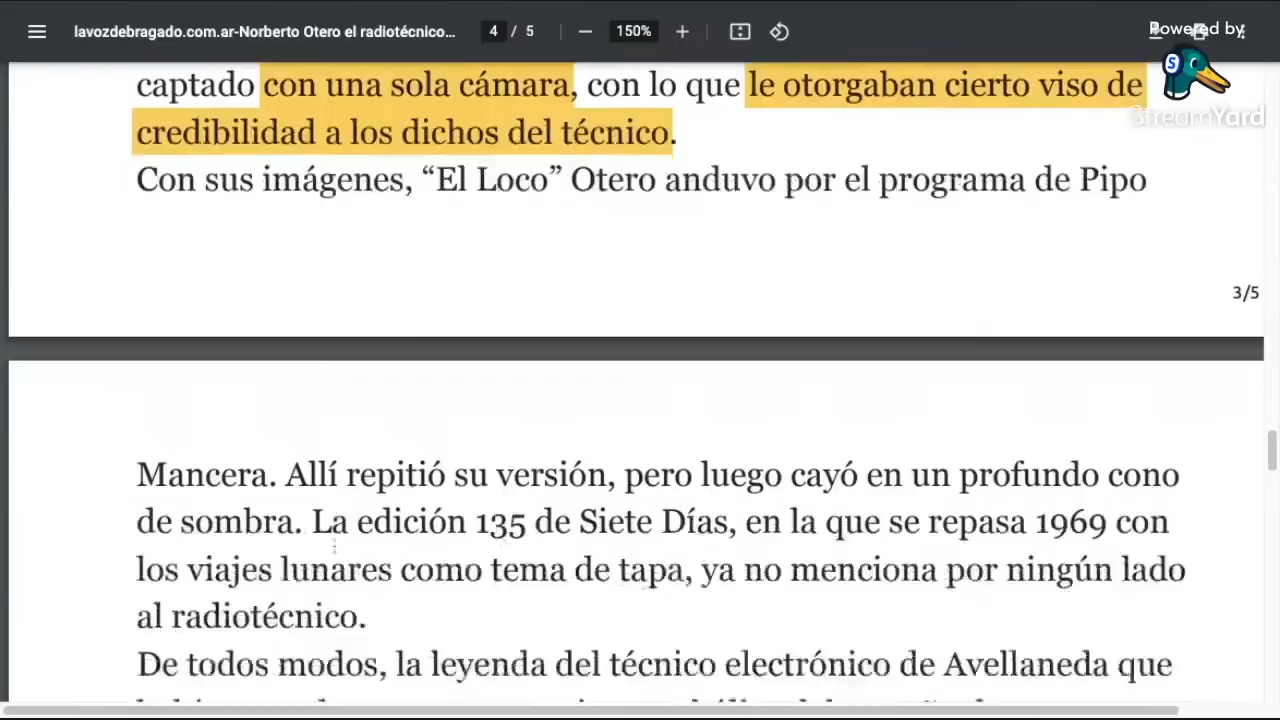 lavozdebragado.com.ar-Norberto Otero el radiotécnico... 4 / 5 150%
Powered by
StreamYard
captado con una sola cámara, con lo que le otorgaban cierto viso de
credibilidad a los dichos del técnico.
Con sus imágenes, “El Loco” Otero anduvo por el programa de Pipo
3/5
Mancera. Allí repitió su versión, pero luego cayó en un profundo cono
de sombra. La edición 135 de Siete Días, en la que se repasa 1969 con
los viajes lunares como tema de tapa, ya no menciona por ningún lado
al radiotécnico.
De todos modos, la leyenda del técnico electrónico de Avellaneda que